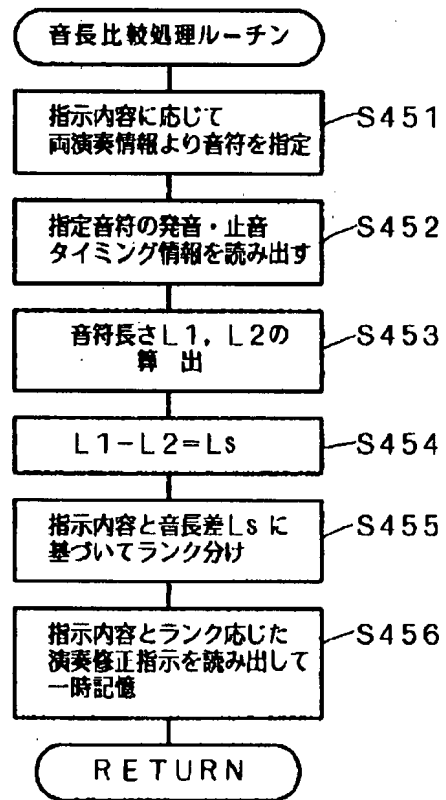 音長比較処理ルーチン
指示内容に応じて
両演奏情報より音符を指定
S451
指定音符の発音・止音
タイミング情報を読み出す
S452
音符長さL1,L2の
算出
S453
L1-L2=Ls
S454
指示内容と音長差Lsに
基づいてランク分け
S455
指示内容とランク応じた
演奏修正指示を読み出して
一時記憶
S456
RETURN